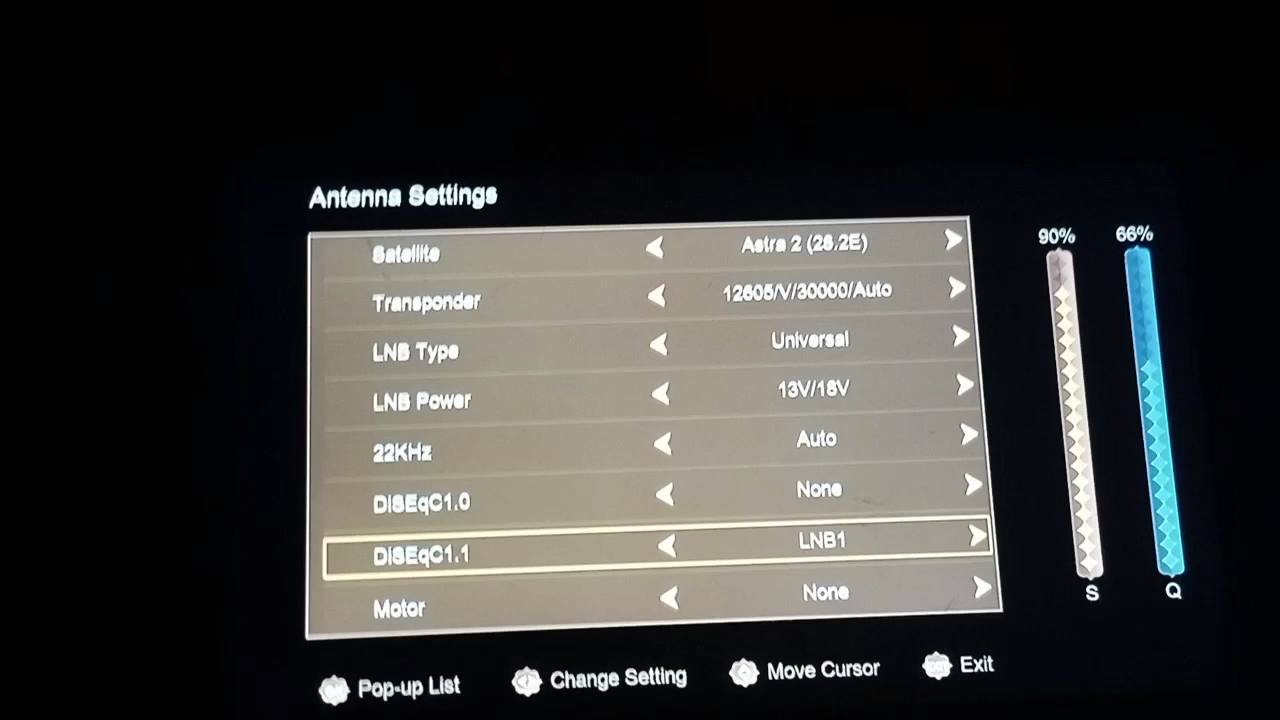 Antenna Settings
90% 66%
Satellite Astra 2 (28.2E)
Transponder 12605/V/30000/Auto
LNB Type Universal
LNB Power 13V/18V
22KHz Auto
DiSEqC1.0 None
DiSEqC1.1 LNB1
Motor None
S Q
Pop-up List Change Setting Move Cursor Exit